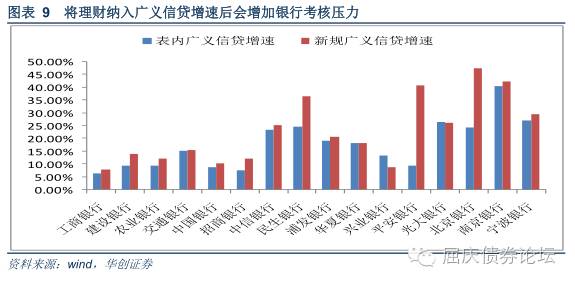 图表 9 将理财纳入广义信贷增速后会增加银行考核压力
表内广义信贷增速 新规广义信贷增速
50.00%
45.00%
40.00%
35.00%
30.00%
25.00%
20.00%
15.00%
10.00%
5.00%
0.00%
工商银行
建设银行
农业银行
交通银行
中国银行
招商银行
中信银行
民生银行
浦发银行
华夏银行
兴业银行
平安银行
光大银行
北京银行
南京银行
宁波银行
资料来源：wind，华创证券
屈庆债券论坛